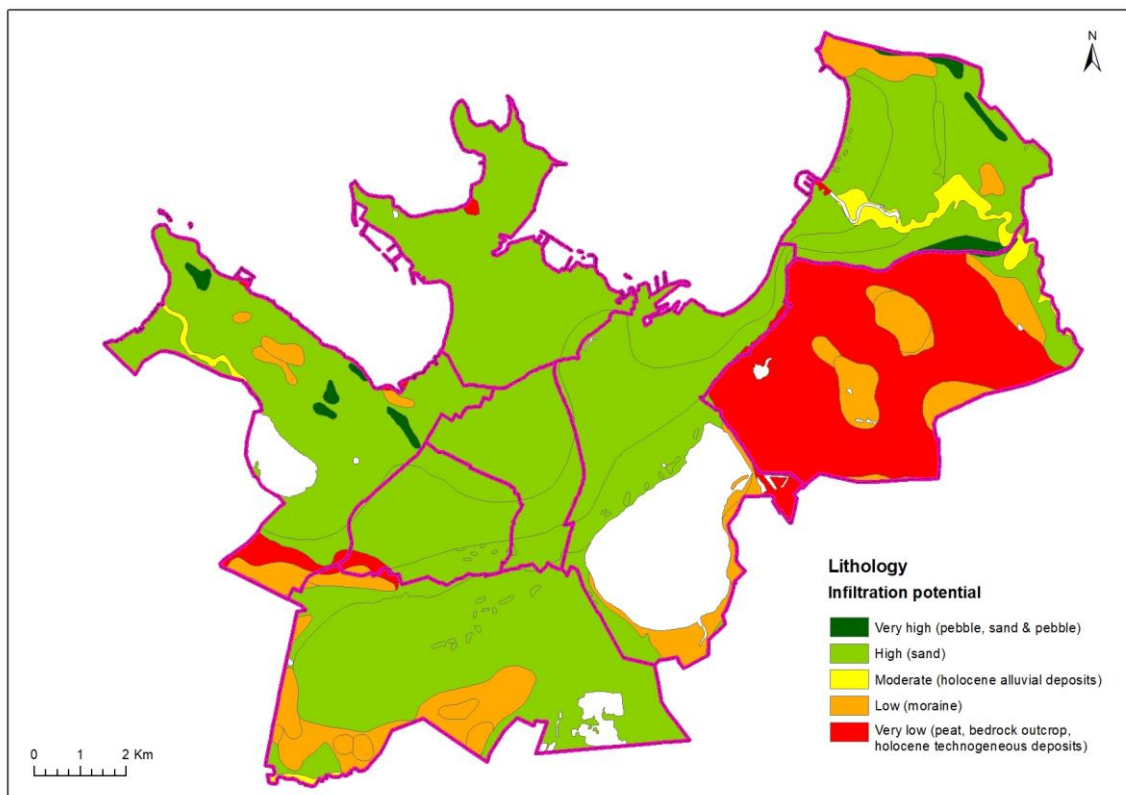 N
Lithology
Infiltration potential
Very high (pebble, sand & pebble)
High (sand)
Moderate (holocene alluvial deposits)
Low (moraine)
Very low (peat, bedrock outcrop,
holocene technogeneous deposits)
0 1 2 Km